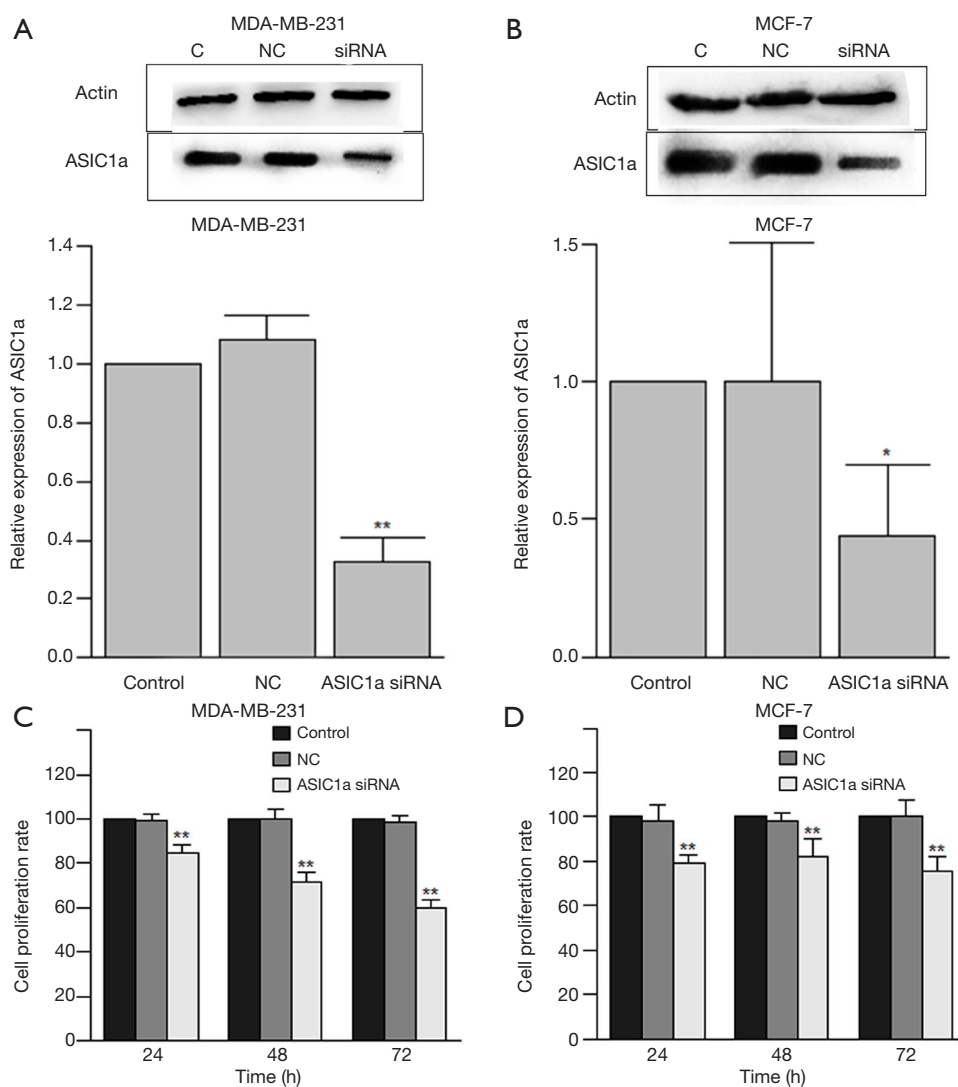 A
MDA-MB-231
C NC siRNA
Actin
ASIC1a
MDA-MB-231
Relative expression of ASIC1a
1.4
1.2
1.0
0.8
0.6
0.4
0.2
0.0
**
Control NC ASIC1a siRNA
B
MCF-7
C NC siRNA
Actin
ASIC1a
MCF-7
Relative expression of ASIC1a
1.5
1.0
0.5
0.0
*
Control NC ASIC1a siRNA
C
MDA-MB-231
Control
NC
ASIC1a siRNA
Cell proliferation rate
120
100
80
60
40
20
0
** ** **
24 48 72
Time (h)
D
MCF-7
Control
NC
ASIC1a siRNA
Cell proliferation rate
120
100
80
60
40
20
0
** ** **
24 48 72
Time (h)